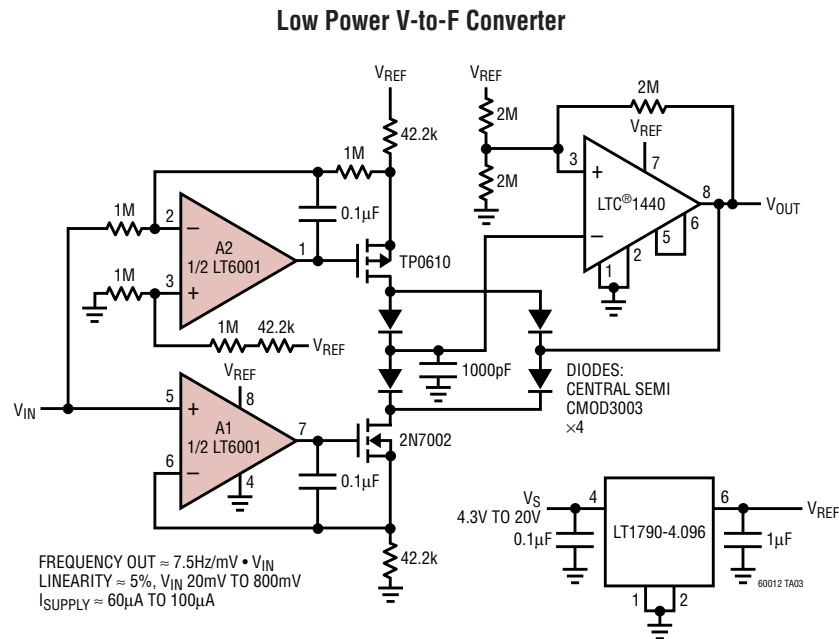 Low Power V-to-F Converter
VREF
VREF
2M
2M
42.2k
VREF
1M
3
+
7
8
VOUT
2M
LTC®1440
1M
2
−
0.1µF
6
5
−
A2
1/2 LT6001
1
TP0610
2
1
1M
3
+
1M
42.2k
VREF
1000pF
DIODES:
CENTRAL SEMI
CMOD3003
×4
VREF
VIN
5
+
8
A1
1/2 LT6001
7
2N7002
6
−
4
0.1µF
VS
4.3V TO 20V
4
6
VREF
LT1790-4.096
0.1µF
1µF
42.2k
1
2
60012 TA03
FREQUENCY OUT ≈ 7.5Hz/mV • VIN
LINEARITY ≈ 5%, VIN 20mV TO 800mV
ISUPPLY ≈ 60µA TO 100µA